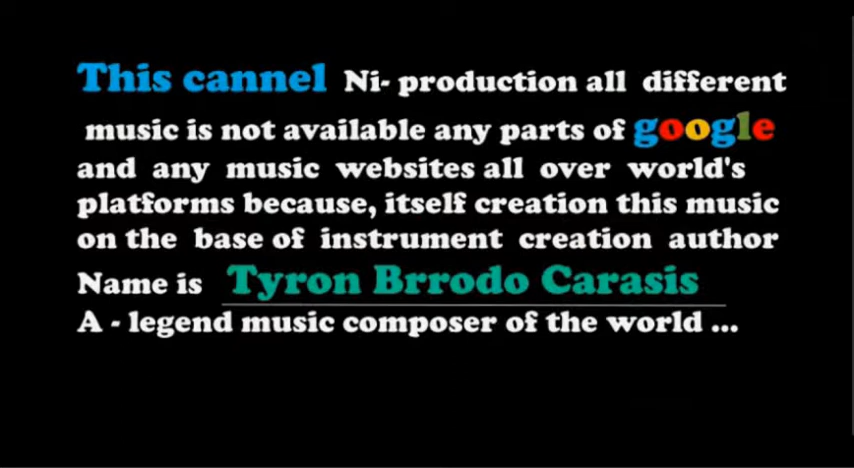 This cannel Ni- production all different
music is not available any parts of google
and any music websites all over world's
platforms because, itself creation this music
on the base of instrument creation author
Name is Tyron Brrodo Carasis
A - legend music composer of the world ...